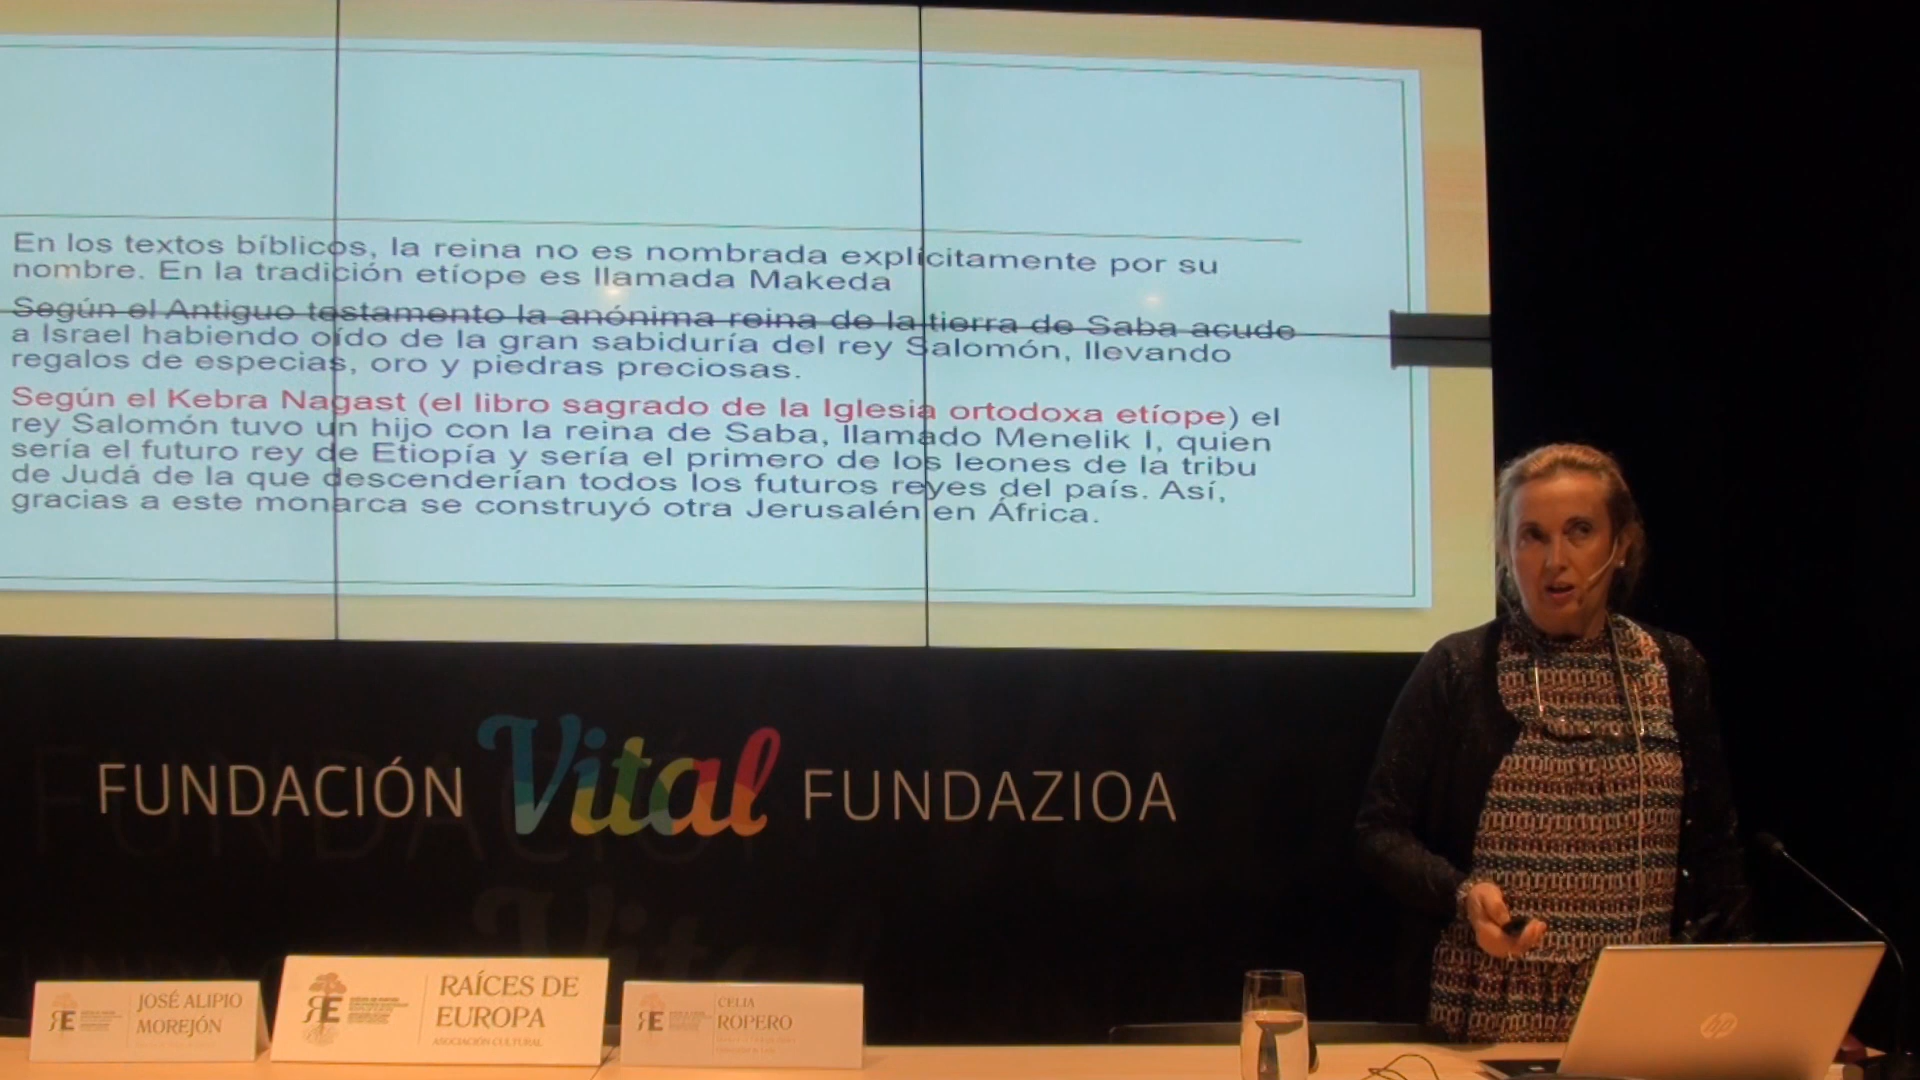 En los textos bíblicos, la reina no es nombrada explícitamente por su
nombre. En la tradición etíope es llamada Makeda
Según el Antiguo testamento la anónima reina de la tierra de Saba acude
a Israel habiendo oído de la gran sabiduría del rey Salomón, llevando
regalos de especias, oro y piedras preciosas.
Según el Kebra Nagast (el libro sagrado de la Iglesia ortodoxa etíope) el
rey Salomón tuvo un hijo con la reina de Saba, llamado Menelik I, quien
sería el futuro rey de Etiopía y sería el primero de los leones de la tribu
de Judá de la que descenderían todos los futuros reyes del país. Así,
gracias a este monarca se construyó otra Jerusalén en África.
FUNDACIÓN Vital FUNDAZIOA
RE
JOSÉ ALIPIO
MOREJÓN
RE
RAÍCES DE
EUROPA
ASOCIACIÓN CULTURAL
RE
CELIA
ROPERO
hp